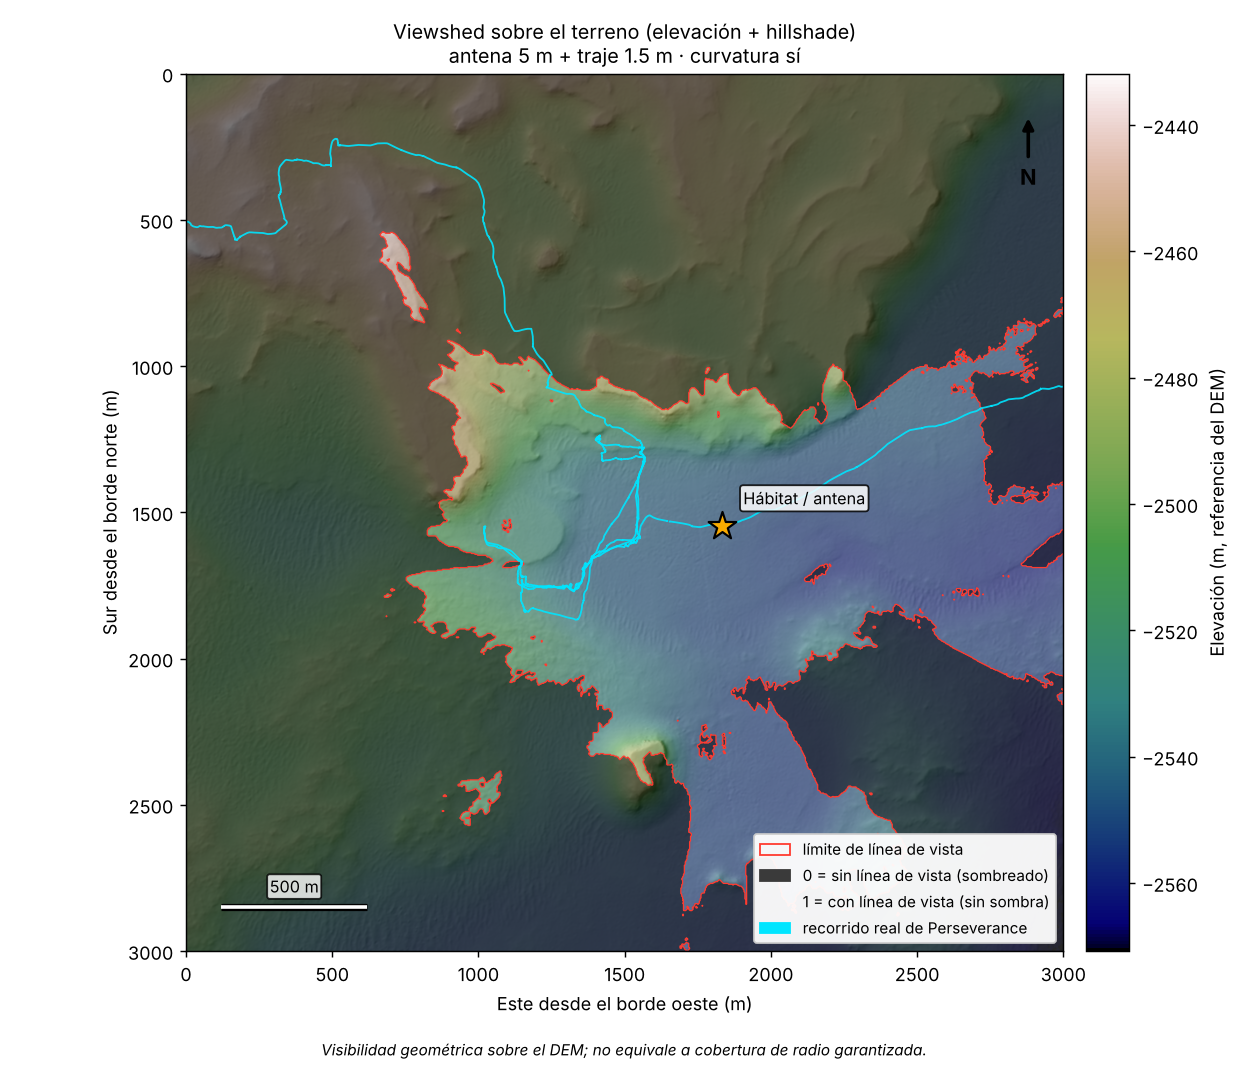 Viewshed sobre el terreno (elevación + hillshade)
antena 5 m + traje 1.5 m · curvatura sí
0
500
1000
1500
2000
2500
3000
Sur desde el borde norte (m)
N
Hábitat / antena
500 m
límite de línea de vista
0 = sin línea de vista (sombreado)
1 = con línea de vista (sin sombra)
recorrido real de Perseverance
0
500
1000
1500
2000
2500
3000
Este desde el borde oeste (m)
−2440
−2460
−2480
−2500
−2520
−2540
−2560
Elevación (m, referencia del DEM)
Visibilidad geométrica sobre el DEM; no equivale a cobertura de radio garantizada.